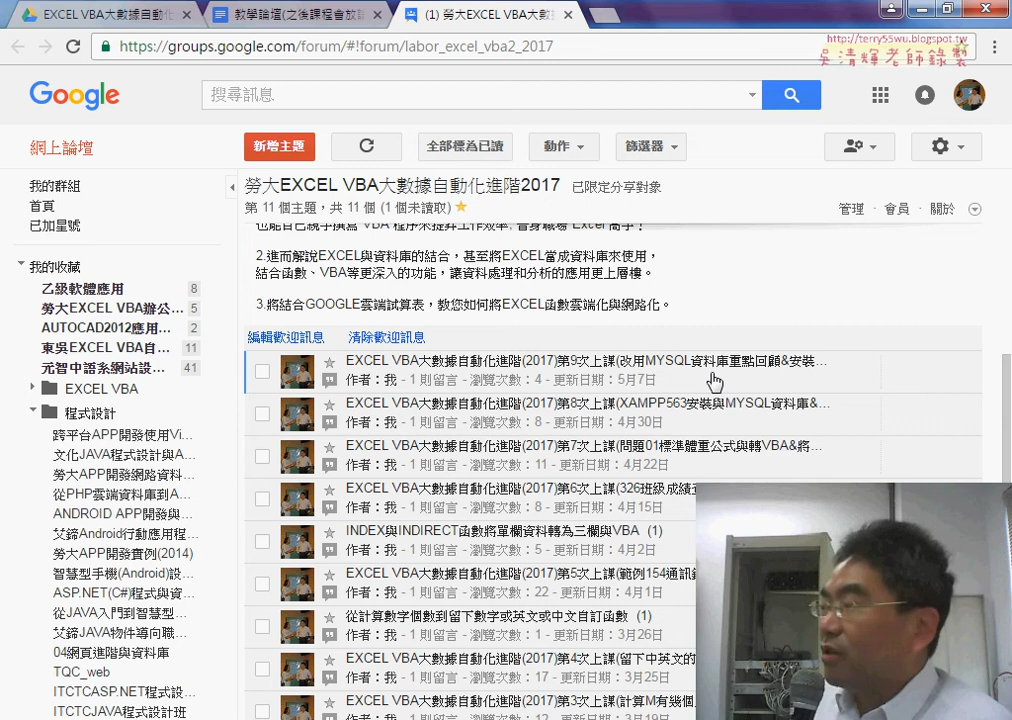 EXCEL VBA大數據自動化
教學論壇(之後課程會放
(1) 勞大EXCEL VBA大數
https://groups.google.com/forum/#!forum/labor_excel_vba2_2017
http://terry55wu.blogspot.tw
吳清輝老師錄製
Google
搜尋訊息
網上論壇
新增主題
全部標為已讀
動作
篩選器
我的群組
首頁
已加星號
勞大EXCEL VBA大數據自動化進階2017 已限定分享對象
第 11 個主題，共 11 個 (1 個未讀取)
管理 · 會員 · 關於
2.進而解說EXCEL與資料庫的結合，甚至將EXCEL當成資料庫來使用，
結合函數、VBA等更深入的功能，讓資料處理和分析的應用更上層樓。
3.將結合GOOGLE雲端試算表，教您如何將EXCEL函數雲端化與網路化。
編輯歡迎訊息 清除歡迎訊息
我的收藏
乙級軟體應用 8
勞大EXCEL VBA辦公... 5
AUTOCAD2012應用... 2
東吳EXCEL VBA自... 11
元智中語系網站設... 41
EXCEL VBA
程式設計
跨平台APP開發使用Vi...
文化JAVA程式設計與A...
勞大APP開發網路資料...
從PHP雲端資料庫到A...
ANDROID APP開發與...
艾鍗Android行動應用程...
勞大APP開發實例(2014)
智慧型手機(Android)設...
ASP.NET(C#)程式與資...
從JAVA入門到智慧型...
艾鍗JAVA物件導向職...
04網頁進階與資料庫
TQC_web
ITCTCASP.NET程式設...
ITCTCJAVA程式設計班
EXCEL VBA大數據自動化進階(2017)第9次上課(改用MYSQL資料庫重點回顧&安裝...
作者：我 - 1 則留言 - 瀏覽次數：4 - 更新日期：5月7日
EXCEL VBA大數據自動化進階(2017)第8次上課(XAMPP563安裝與MYSQL資料庫&...
作者：我 - 1 則留言 - 瀏覽次數：8 - 更新日期：4月30日
EXCEL VBA大數據自動化進階(2017)第7次上課(問題01標準體重公式與轉VBA&將...
作者：我 - 1 則留言 - 瀏覽次數：11 - 更新日期：4月22日
EXCEL VBA大數據自動化進階(2017)第6次上課(326班級成績
作者：我 - 1 則留言 - 瀏覽次數：8 - 更新日期：4月15日
INDEX與INDIRECT函數將單欄資料轉為三欄與VBA (1)
作者：我 - 1 則留言 - 瀏覽次數：5 - 更新日期：4月2日
EXCEL VBA大數據自動化進階(2017)第5次上課(範例154通訊
作者：我 - 1 則留言 - 瀏覽次數：22 - 更新日期：4月1日
從計算數字個數到留下數字或英文或中文自訂函數 (1)
作者：我 - 1 則留言 - 瀏覽次數：1 - 更新日期：3月26日
EXCEL VBA大數據自動化進階(2017)第4次上課(留下中英文的
作者：我 - 1 則留言 - 瀏覽次數：17 - 更新日期：3月25日
EXCEL VBA大數據自動化進階(2017)第3次上課(計算M有幾個